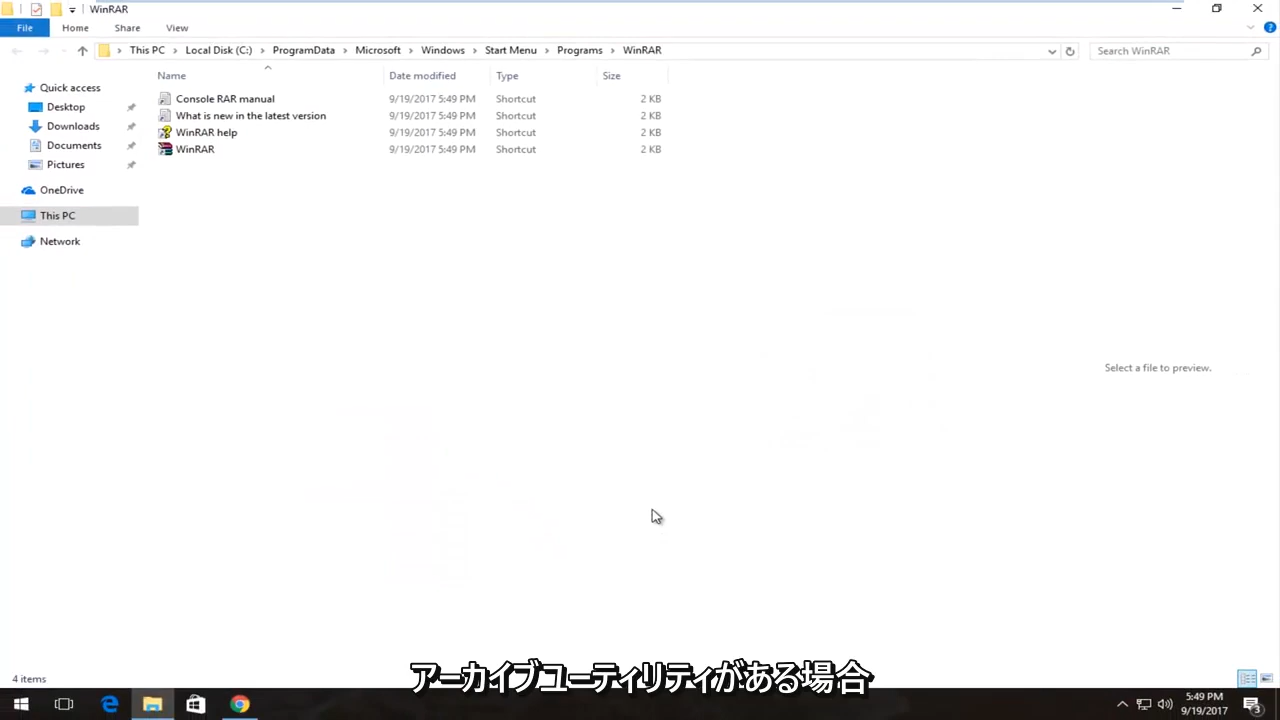 WinRAR
File Home Share View
This PC Local Disk (C:) ProgramData Microsoft Windows Start Menu Programs WinRAR Search WinRAR
Name Date modified Type Size
Quick access
Desktop
Downloads
Documents
Pictures
OneDrive
This PC
Network
Console RAR manual 9/19/2017 5:49 PM Shortcut 2 KB
What is new in the latest version 9/19/2017 5:49 PM Shortcut 2 KB
WinRAR help 9/19/2017 5:49 PM Shortcut 2 KB
WinRAR 9/19/2017 5:49 PM Shortcut 2 KB
Select a file to preview.
アーカイブユーティリティがある場合
4 items
5:49 PM
9/19/2017
3